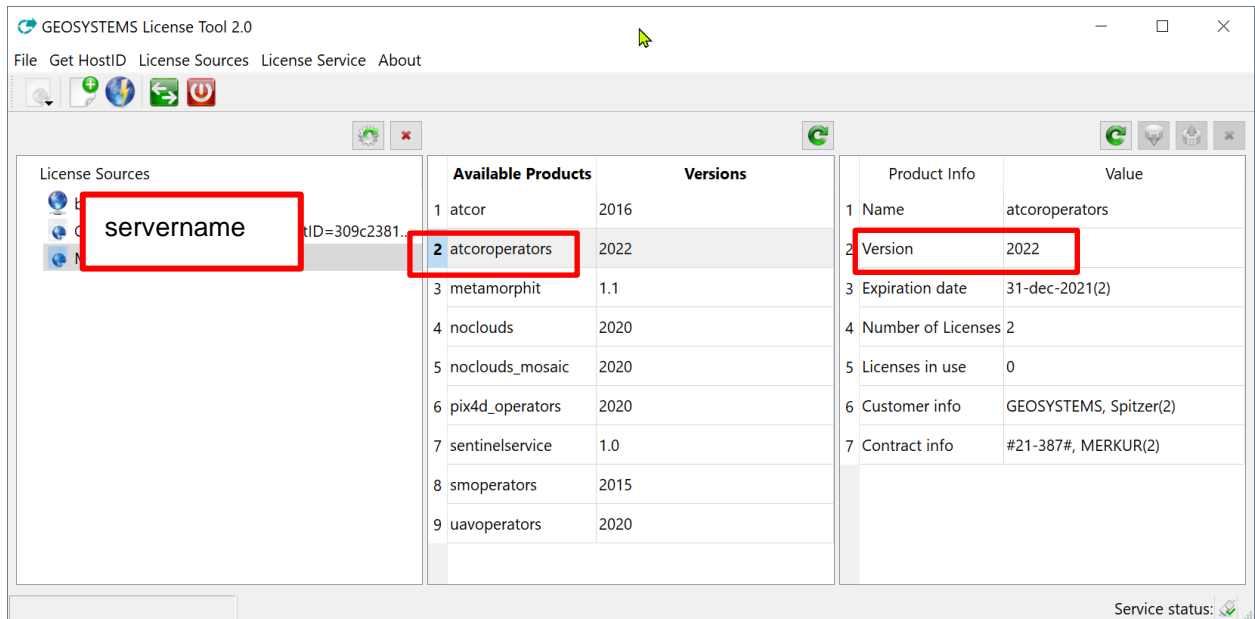 GEOSYSTEMS License Tool 2.0
File Get HostID License Sources License Service About
License Sources
servername
tID=309c2381...
Available Products Versions
1 atcor 2016
2 atcoroperators 2022
3 metamorphit 1.1
4 noclouds 2020
5 noclouds_mosaic 2020
6 pix4d_operators 2020
7 sentinelservice 1.0
8 smoperators 2015
9 uavoperators 2020
Product Info Value
1 Name atcoroperators
2 Version 2022
3 Expiration date 31-dec-2021(2)
4 Number of Licenses 2
5 Licenses in use 0
6 Customer info GEOSYSTEMS, Spitzer(2)
7 Contract info #21-387#, MERKUR(2)
Service status: